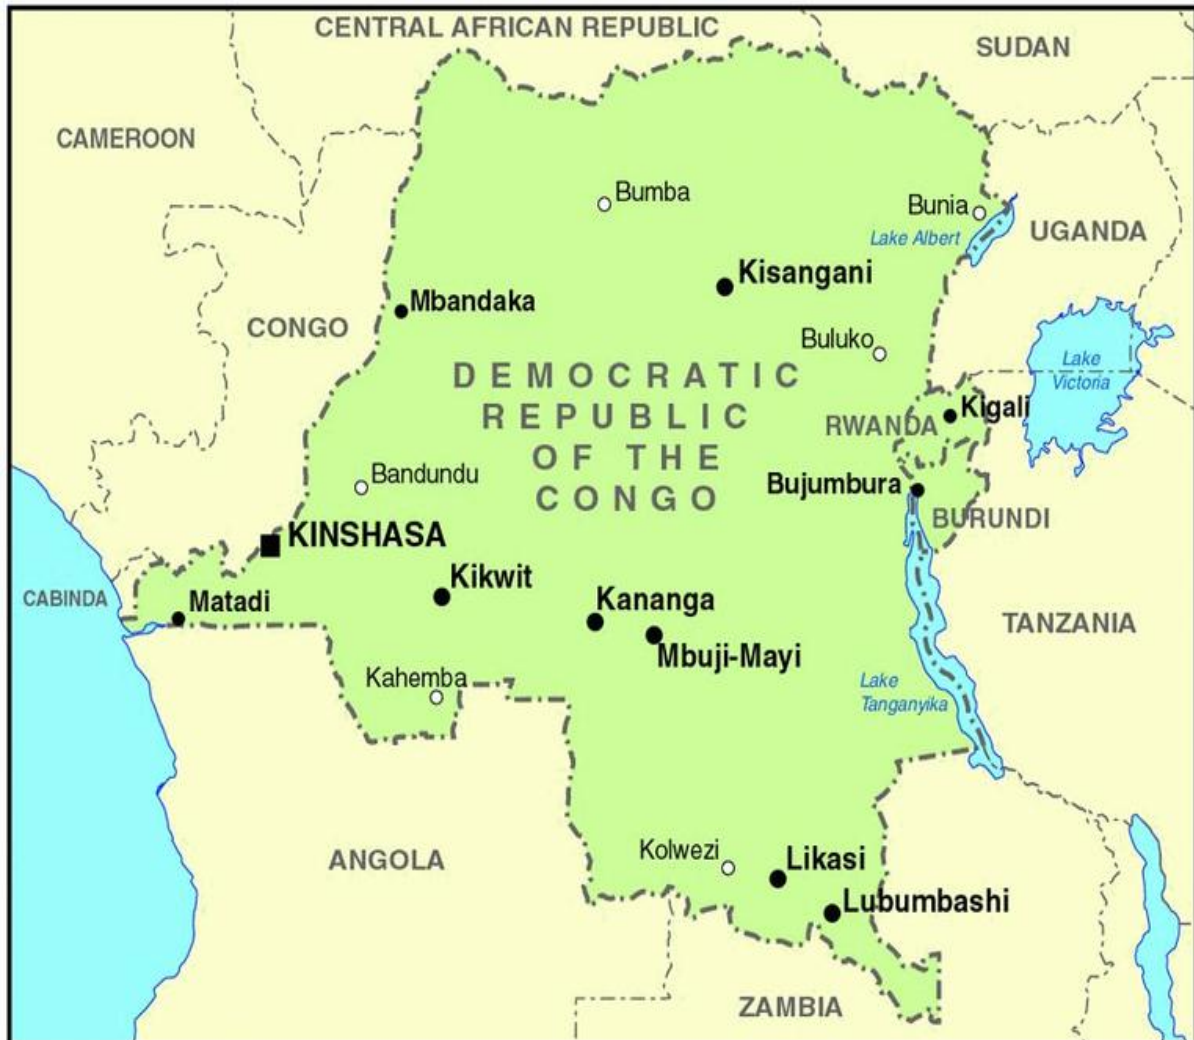 CENTRAL AFRICAN REPUBLIC
SUDAN
CAMEROON
Bumba
Bunia
Lake Albert
UGANDA
Kisangani
Mbandaka
CONGO
Buluko
Lake
Victoria
DEMOCRATIC
REPUBLIC
OF THE
CONGO
Kigali
RWANDA
Bandundu
Bujumbura
BURUNDI
KINSHASA
Kikwit
CABINDA
Matadi
Kananga
TANZANIA
Mbuji-Mayi
Kahemba
Lake
Tanganyika
Kolwezi
Likasi
ANGOLA
Lubumbashi
ZAMBIA